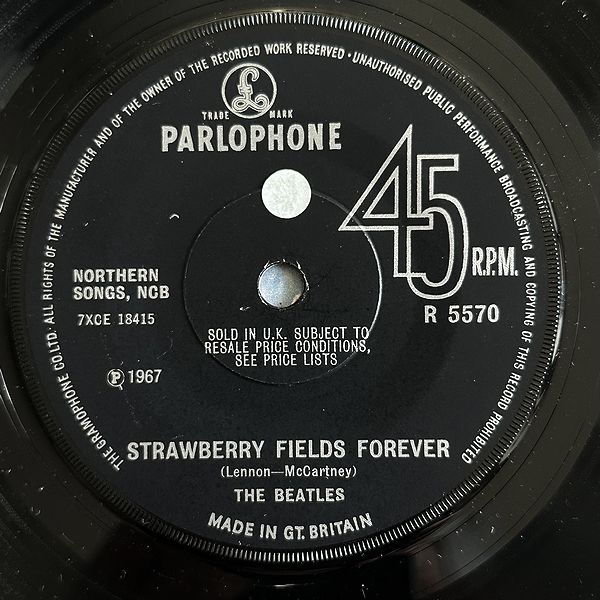 THE GRAMOPHONE CO. LTD. ALL RIGHTS OF THE MANUFACTURER AND OF THE OWNER OF THE RECORDED WORK RESERVED · UNAUTHORISED PUBLIC PERFORMANCE BROADCASTING AND COPYING OF THIS RECORD PROHIBITED
£
TRADE MARK
PARLOPHONE
45 R.P.M.
NORTHERN
SONGS, NCB
7XCE 18415
R 5570
SOLD IN U.K. SUBJECT TO
RESALE PRICE CONDITIONS,
SEE PRICE LISTS
℗ 1967
STRAWBERRY FIELDS FOREVER
(Lennon—McCartney)
THE BEATLES
MADE IN GT. BRITAIN